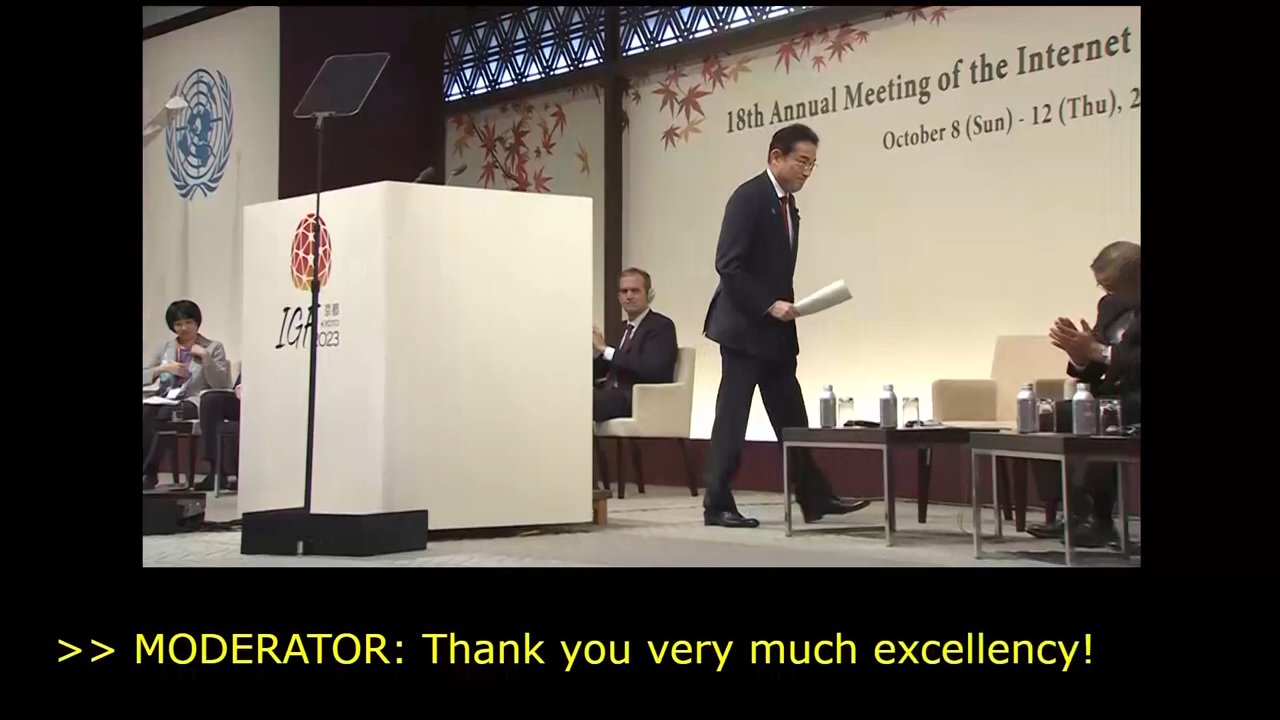 18th Annual Meeting of the Internet
October 8 (Sun) - 12 (Thu), 2
IGF 京都
KYOTO
2023
>> MODERATOR: Thank you very much excellency!